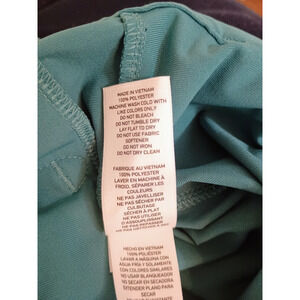 MADE IN VIETNAM
100% POLYESTER
MACHINE WASH COLD WITH
LIKE COLORS ONLY
DO NOT BLEACH
DO NOT TUMBLE DRY
LAY FLAT TO DRY
DO NOT USE FABRIC
SOFTENER
DO NOT IRON
DO NOT DRY CLEAN
FABRIQUE AU VIETNAM
100% POLYESTER
LAVER EN MACHINE À
FROID, SÉPARER LES
COULEURS
NE PAS JAVELLISER
NE PAS SÉCHER PAR
CULBUTAGE
SÉCHER À PLAT
NE PAS UTILISER
NE PAS REPASSER
HECHO EN VIETNAM
100% POLIÉSTER
LAVAR A MÁQUINA CON
AGUA FRÍA Y SOLAMENTE
CON COLORES SIMILARES
NO USAR BLANQUEADOR
NO SECAR EN SECADORA
EXTENDER PLANO PARA
SECAR